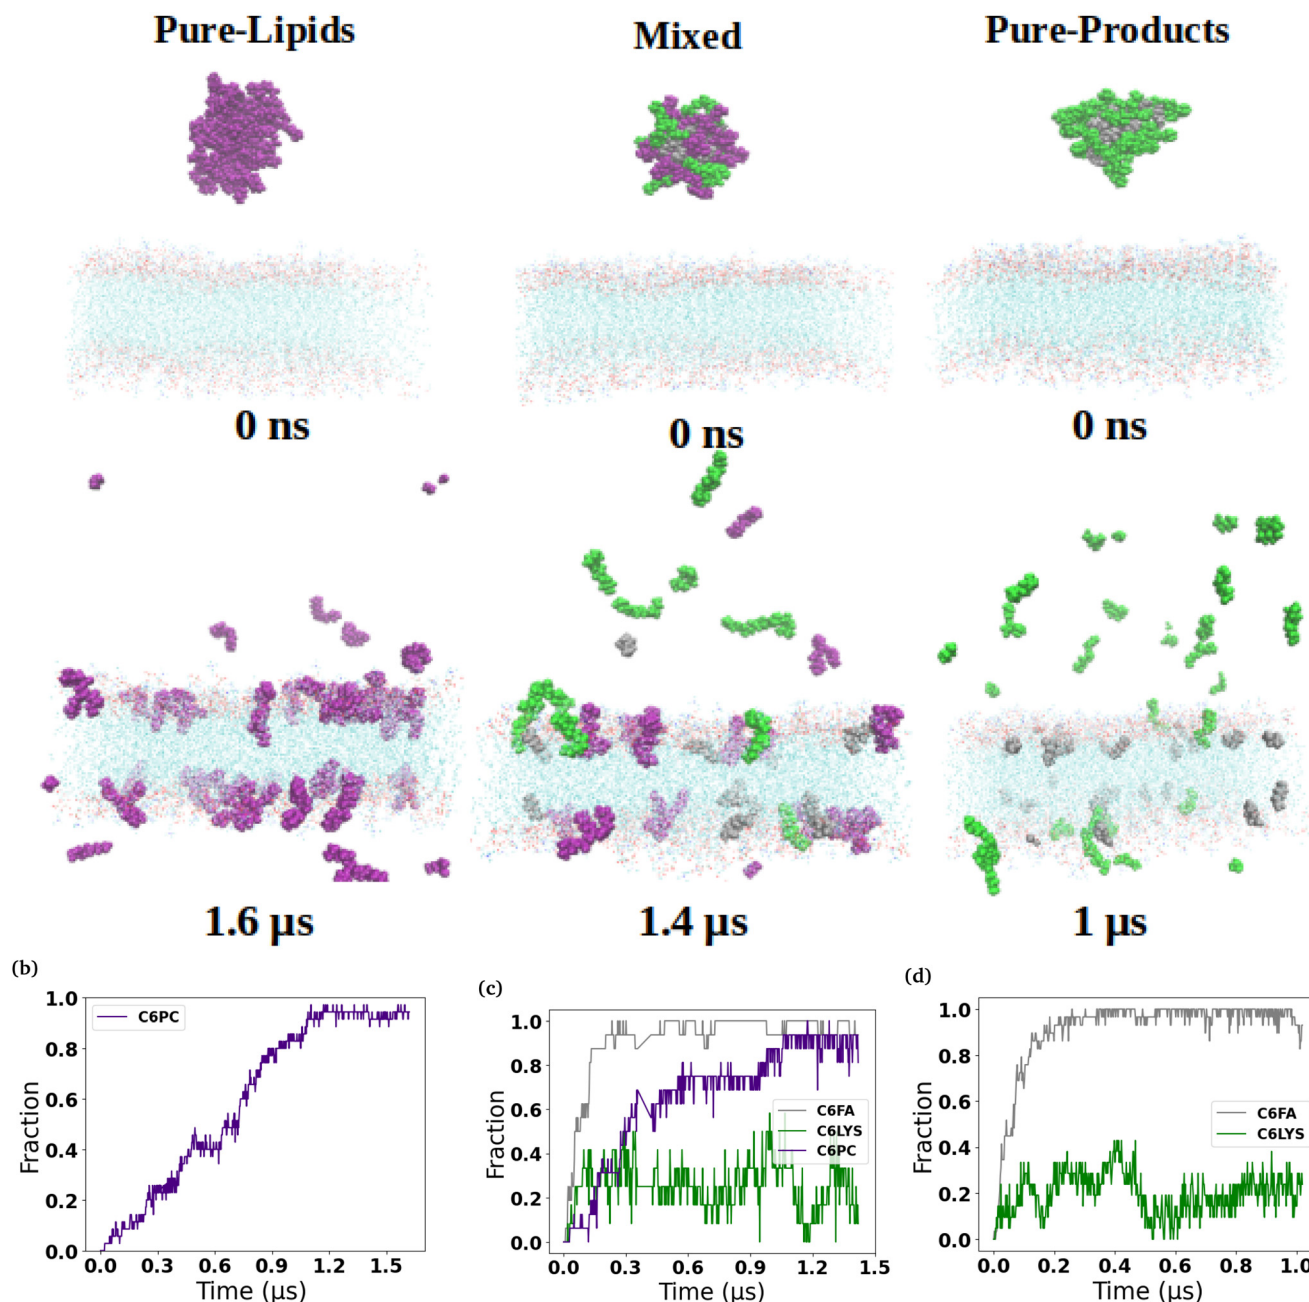 Pure-Lipids
Mixed
Pure-Products
0 ns
0 ns
0 ns
1.6 µs
1.4 µs
1 µs
(b)
C6PC
1.0
0.8
0.6
0.4
0.2
0.0
Fraction
0.0 0.3 0.6 0.9 1.2 1.5
Time (µs)
(c)
1.0
0.8
0.6
0.4
0.2
0.0
Fraction
C6FA
C6LYS
C6PC
0.0 0.3 0.6 0.9 1.2 1.5
Time (µs)
(d)
1.0
0.8
0.6
0.4
0.2
0.0
Fraction
C6FA
C6LYS
0.0 0.2 0.4 0.6 0.8 1.0
Time (µs)